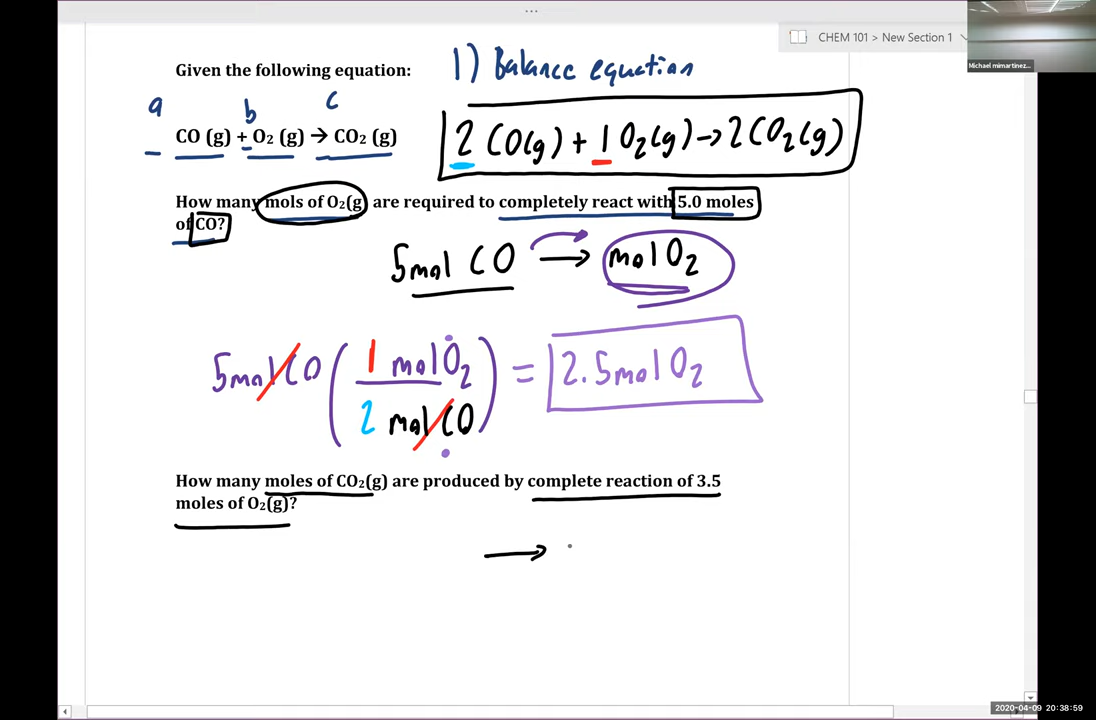 CHEM 101 > New Section 1
Michael mimartinez...
Given the following equation:
1) Balance equation
a b c
CO (g) + O₂ (g) → CO₂ (g)
2 CO(g) + 1 O₂(g) → 2 CO₂(g)
How many mols of O₂(g) are required to completely react with 5.0 moles
of CO?
5mol CO → mol O₂
5mol CO ( 1 mol O₂ / 2 mol CO ) = 2.5mol O₂
How many moles of CO₂(g) are produced by complete reaction of 3.5
moles of O₂(g)?
→
2020-04-09 20:38:59